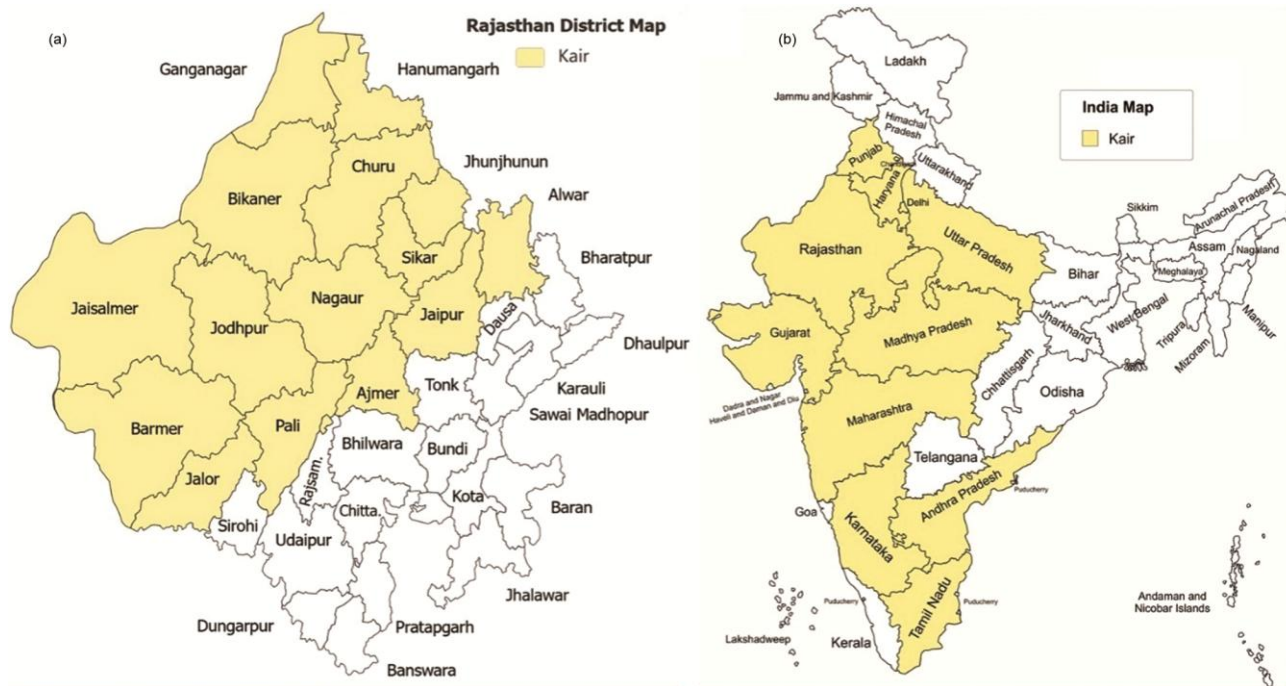 (a)
Rajasthan District Map
Kair
Ganganagar
Hanumangarh
Churu
Jhunjhunun
Bikaner
Alwar
Sikar
Bharatpur
Jaisalmer
Nagaur
Jaipur
Jodhpur
Dausa
Dhaulpur
Tonk
Karauli
Ajmer
Sawai Madhopur
Barmer
Pali
Bhilwara
Bundi
Rajsam.
Jalor
Kota
Baran
Chitta.
Sirohi
Udaipur
Jhalawar
Dungarpur
Pratapgarh
Banswara
(b)
Ladakh
Jammu and Kashmir
India Map
Kair
Himachal
Pradesh
Punjab
Uttarakhand
Haryana
Delhi
Sikkim
Arunachal Pradesh
Rajasthan
Uttar Pradesh
Assam
Nagaland
Bihar
Meghalaya
Gujarat
Madhya Pradesh
Jharkhand
West Bengal
Tripura
Mizoram
Manipur
Chhattisgarh
Odisha
Dadra and Nagar
Haveli and Daman and Diu
Maharashtra
Telangana
Andhra Pradesh
Puducherry
Goa
Karnataka
Puducherry
Puducherry
Tamil Nadu
Andaman and
Nicobar Islands
Lakshadweep
Kerala